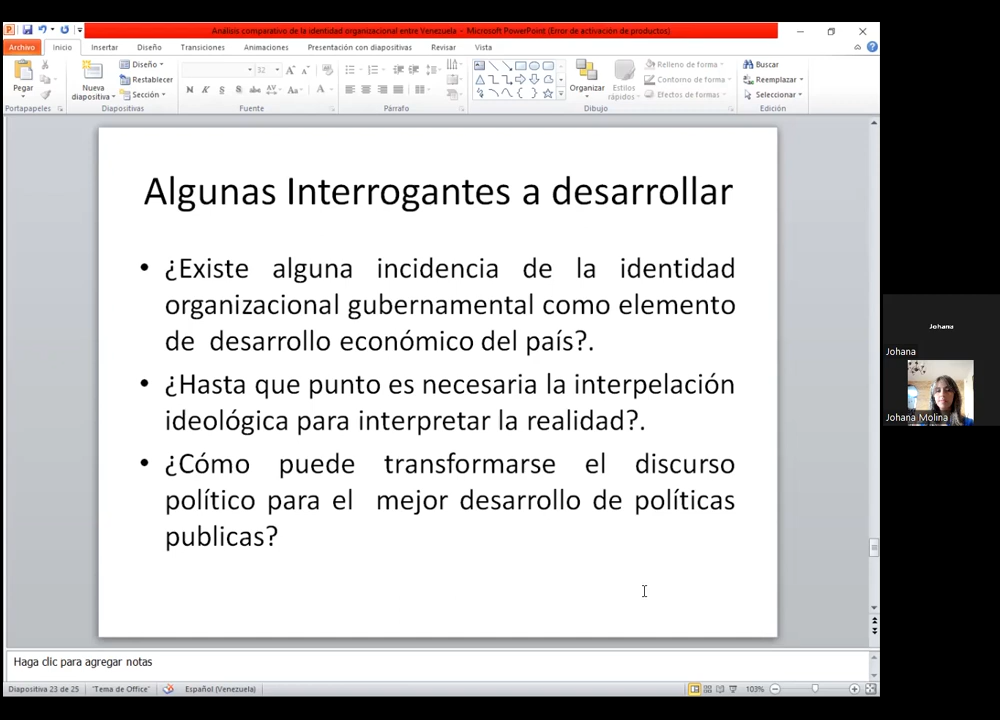 Análisis comparativo de la identidad organizacional entre Venezuela - Microsoft PowerPoint (Error de activación de productos)
Archivo Inicio Insertar Diseño Transiciones Animaciones Presentación con diapositivas Revisar Vista
Pegar
Portapapeles
Nueva diapositiva
Diseño
Restablecer
Sección
Diapositivas
32
N K S S abc AV Aa A
Fuente
Párrafo
Organizar
Estilos rápidos
Relleno de forma
Contorno de forma
Efectos de formas
Dibujo
Buscar
Reemplazar
Seleccionar
Edición
Algunas Interrogantes a desarrollar
• ¿Existe alguna incidencia de la identidad
organizacional gubernamental como elemento
de desarrollo económico del país?.
• ¿Hasta que punto es necesaria la interpelación
ideológica para interpretar la realidad?.
• ¿Cómo puede transformarse el discurso
político para el mejor desarrollo de políticas
publicas?
Johana
Johana
Johana Molina
Haga clic para agregar notas
Diapositiva 23 de 25 "Tema de Office" Español (Venezuela) 103%